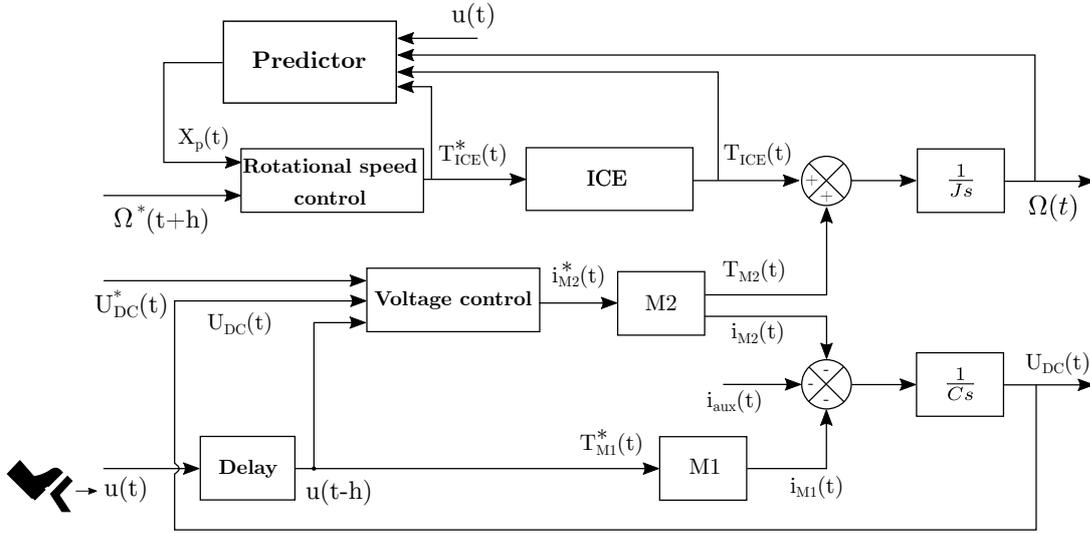 u(t)
Predictor
X_p(t)
T*_ICE(t)
T_ICE(t)
Rotational speed
control
ICE
+
+
1
Js
Ω*(t+h)
Ω(t)
T_M2(t)
i*_M2(t)
U*_DC(t)
Voltage control
M2
U_DC(t)
i_M2(t)
-
-
-
1
Cs
U_DC(t)
i_aux(t)
T*_M1(t)
Delay
M1
u(t)
u(t-h)
i_M1(t)